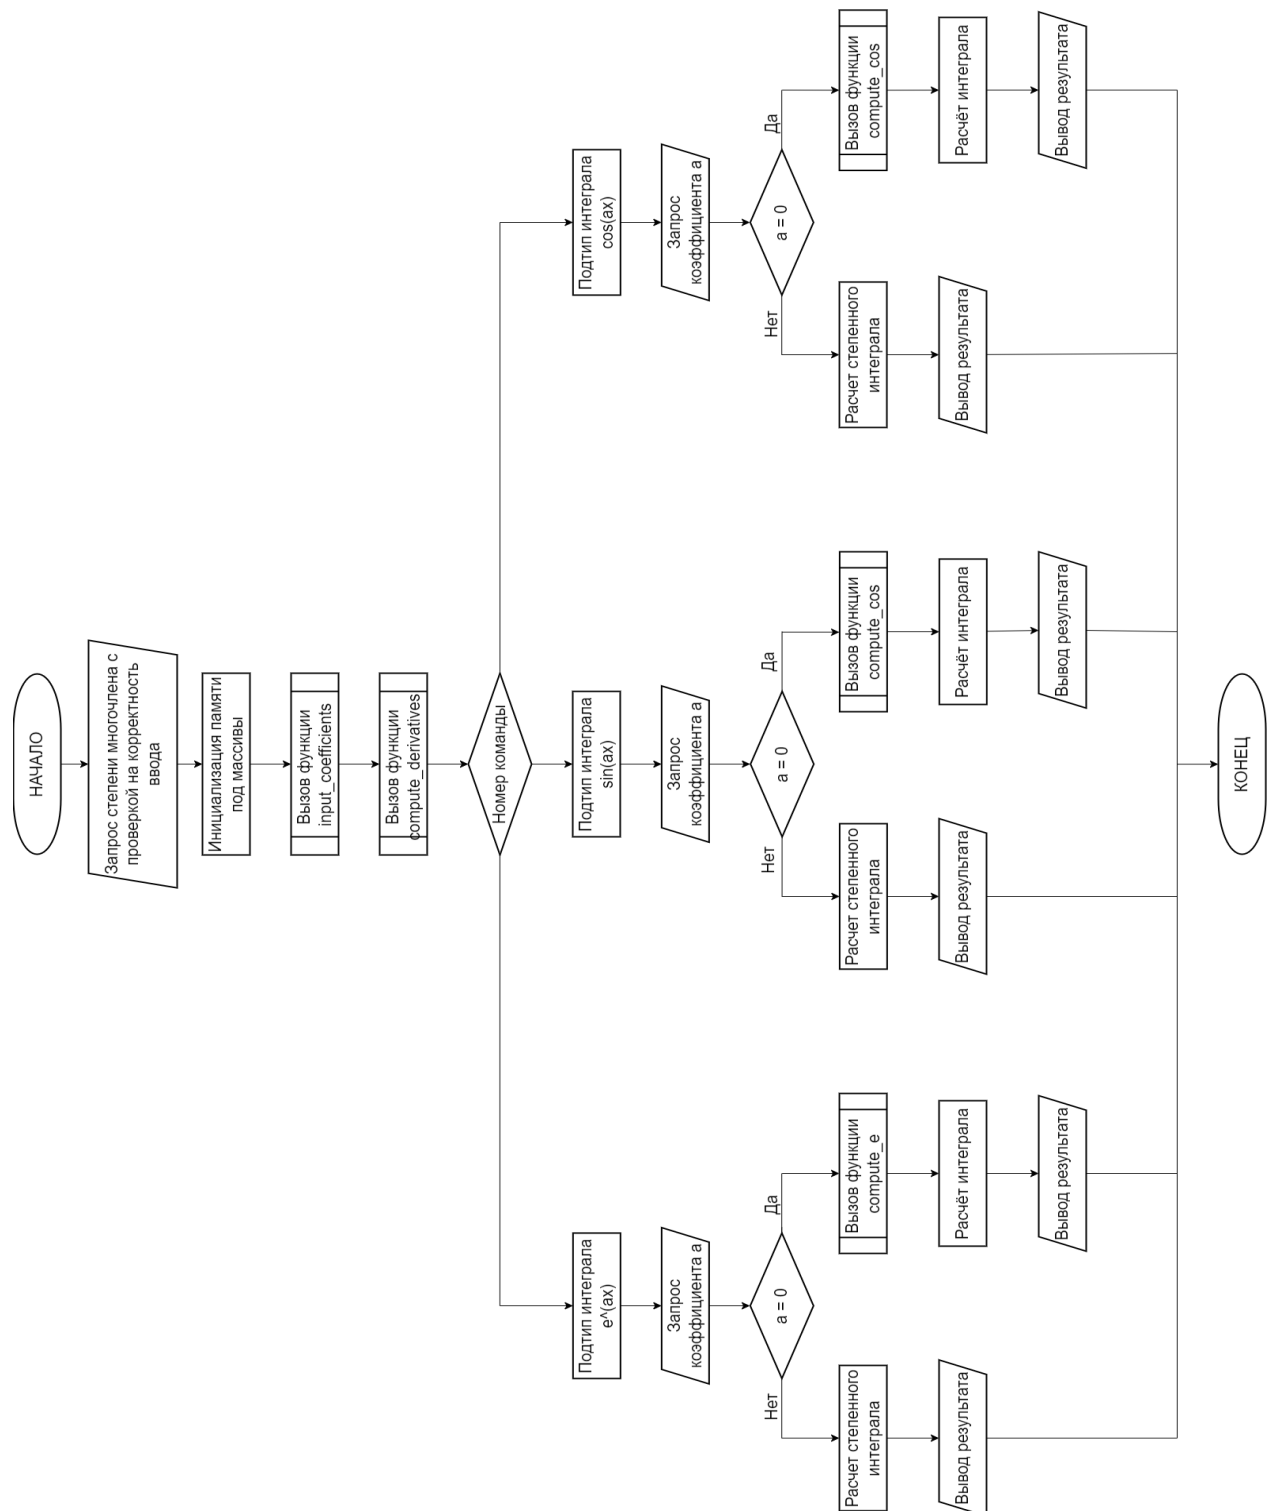 НАЧАЛО
Запрос степени многочлена с
проверкой на корректность
ввода
Инициализация памяти
под массивы
Вызов функции
input_coefficients
Вызов функции
compute_derivatives
Номер команды
Подтип интеграла
e^(ax)
Запрос
коэффициента а
a = 0
Нет
Да
Расчет степенного
интеграла
Вывод результата
Вызов функции
compute_e
Расчёт интеграла
Вывод результата
Подтип интеграла
sin(ax)
Запрос
коэффициента а
a = 0
Нет
Да
Расчет степенного
интеграла
Вывод результата
Вызов функции
compute_cos
Расчёт интеграла
Вывод результата
Подтип интеграла
cos(ax)
Запрос
коэффициента а
a = 0
Нет
Да
Расчет степенного
интеграла
Вывод результата
Вызов функции
compute_cos
Расчёт интеграла
Вывод результата
КОНЕЦ